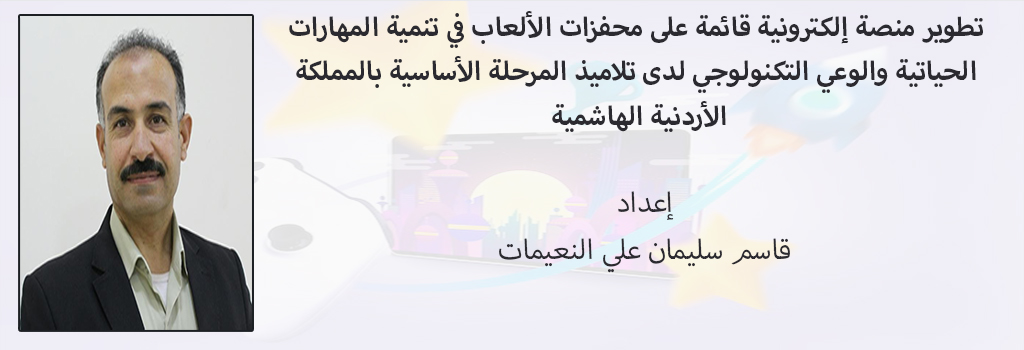 تطوير منصة إلكترونية قائمة على محفزات الألعاب في تنمية المهارات
الحياتية والوعي التكنولوجي لدى تلاميذ المرحلة الأساسية بالمملكة
الأردنية الهاشمية
إعداد
قاسم سليمان علي النعيمات